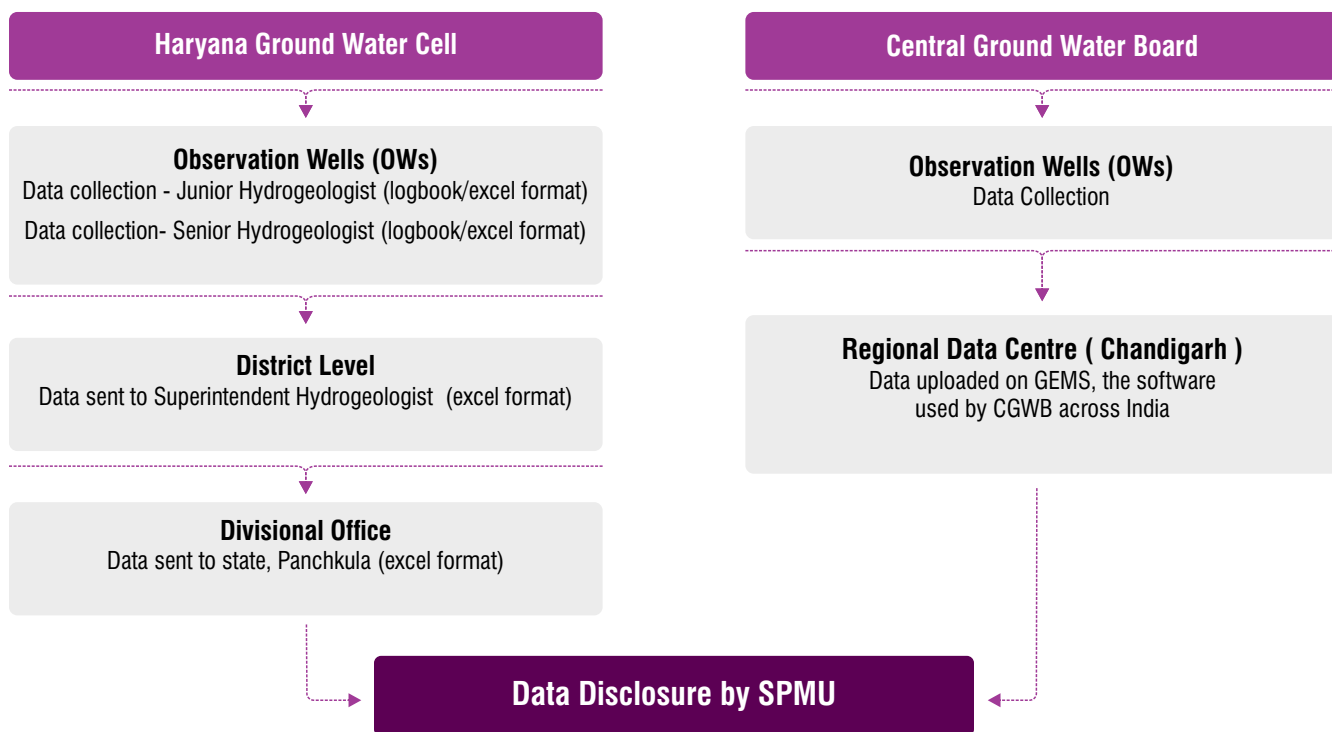 Haryana Ground Water Cell
Observation Wells (OWs)
Data collection - Junior Hydrogeologist (logbook/excel format)
Data collection- Senior Hydrogeologist (logbook/excel format)
District Level
Data sent to Superintendent Hydrogeologist (excel format)
Divisional Office
Data sent to state, Panchkula (excel format)
Central Ground Water Board
Observation Wells (OWs)
Data Collection
Regional Data Centre ( Chandigarh )
Data uploaded on GEMS, the software
used by CGWB across India
Data Disclosure by SPMU